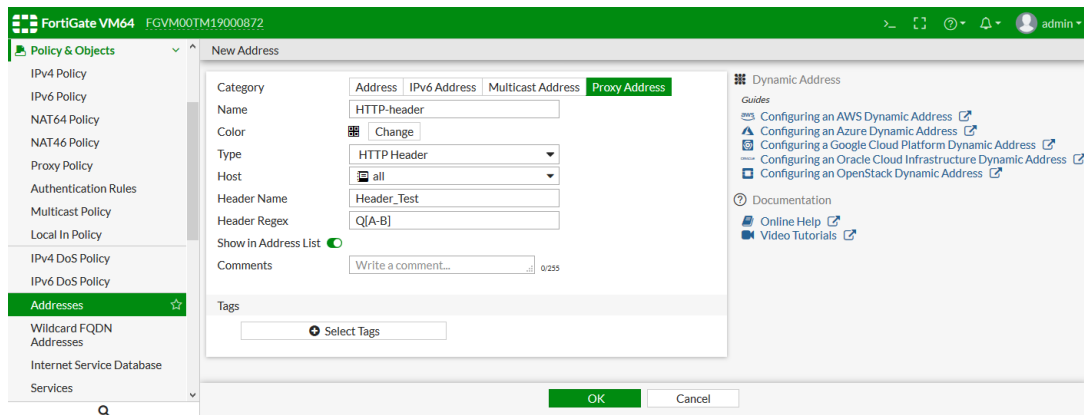 FortiGate VM64 FGVM00TM19000872
>_ admin
Policy & Objects
IPv4 Policy
IPv6 Policy
NAT64 Policy
NAT46 Policy
Proxy Policy
Authentication Rules
Multicast Policy
Local In Policy
IPv4 DoS Policy
IPv6 DoS Policy
Addresses
Wildcard FQDN
Addresses
Internet Service Database
Services
New Address
Category Address IPv6 Address Multicast Address Proxy Address
Name HTTP-header
Color Change
Type HTTP Header
Host all
Header Name Header_Test
Header Regex Q[A-B]
Show in Address List
Comments Write a comment... 0/255
Tags
Select Tags
OK Cancel
Dynamic Address
Guides
aws Configuring an AWS Dynamic Address
Configuring an Azure Dynamic Address
Configuring a Google Cloud Platform Dynamic Address
Configuring an Oracle Cloud Infrastructure Dynamic Address
Configuring an OpenStack Dynamic Address
Documentation
Online Help
Video Tutorials